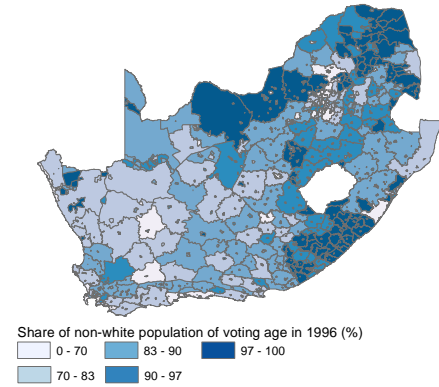 Share of non-white population of voting age in 1996 (%)
0 - 70 83 - 90 97 - 100
70 - 83 90 - 97